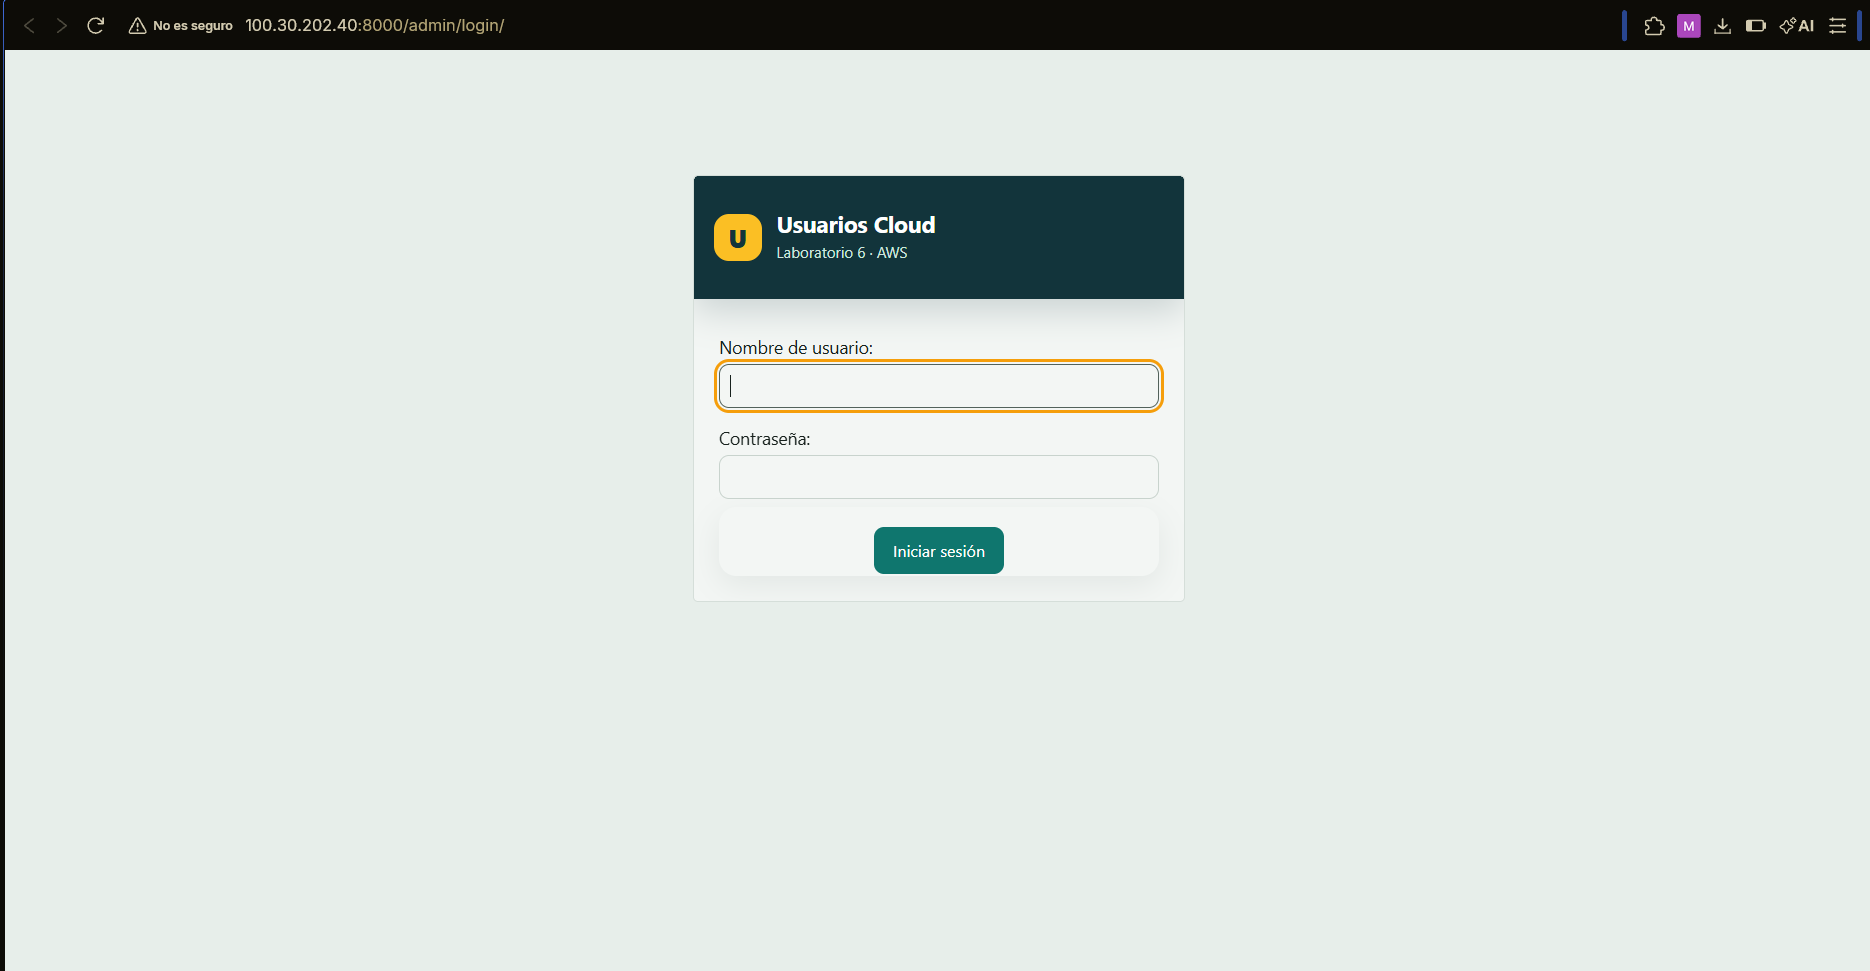 No es seguro 100.30.202.40:8000/admin/login/
M
AI
U
Usuarios Cloud
Laboratorio 6 · AWS
Nombre de usuario:
Contraseña:
Iniciar sesión